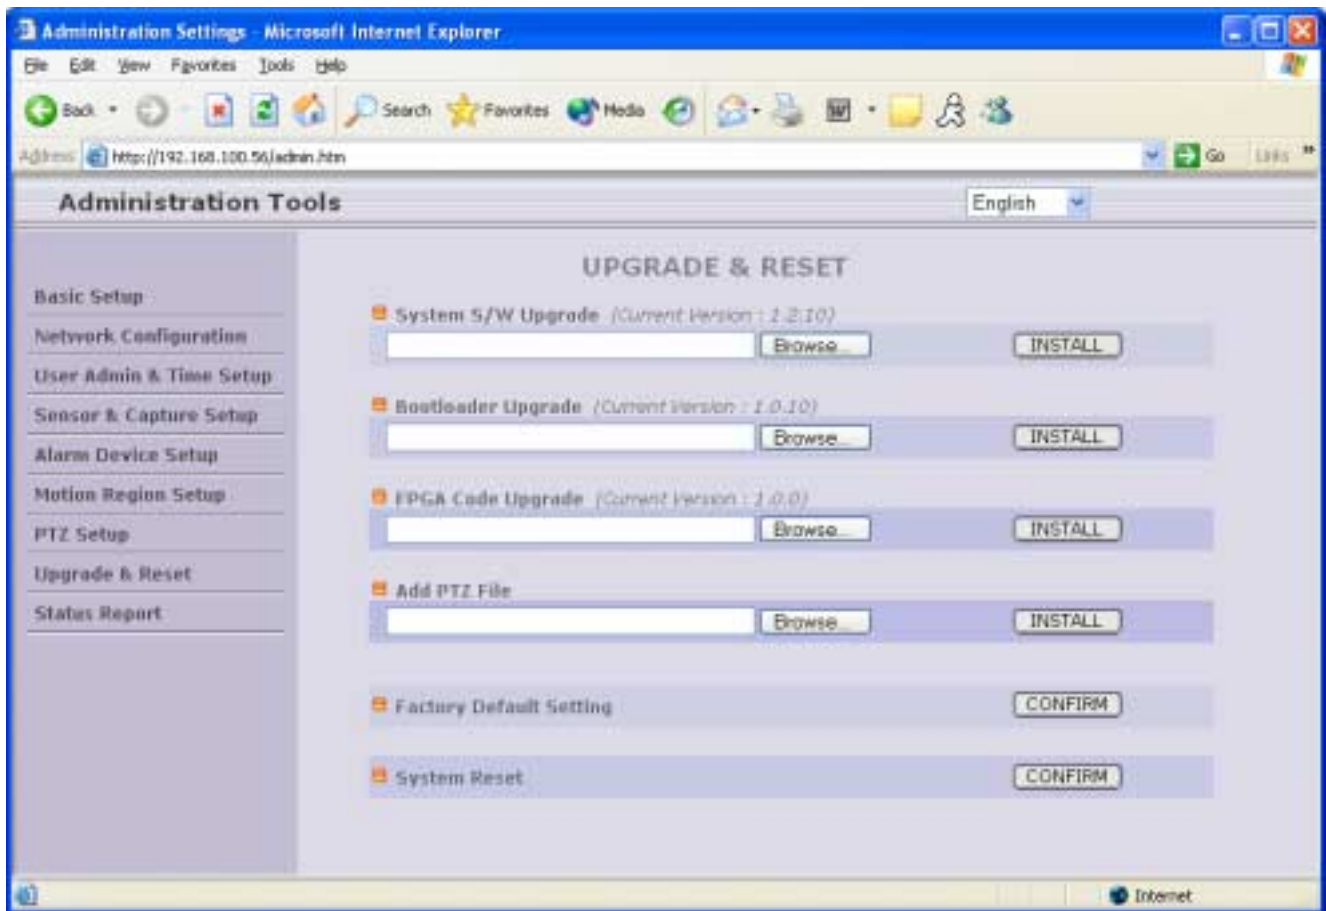 Administration Settings - Microsoft Internet Explorer
File Edit View Favorites Tools Help
Back Search Favorites Media W
Address http://192.168.100.56/admin.htm Go Links »
Administration Tools English
UPGRADE & RESET
Basic Setup
Network Configuration
User Admin & Time Setup
Sensor & Capture Setup
Alarm Device Setup
Motion Region Setup
PTZ Setup
Upgrade & Reset
Status Report
System S/W Upgrade (Current Version : 1.2.10)
Browse... INSTALL
Bootloader Upgrade (Current Version : 1.0.10)
Browse... INSTALL
FPGA Code Upgrade (Current Version : 1.0.0)
Browse... INSTALL
Add PTZ File
Browse... INSTALL
Factory Default Setting CONFIRM
System Reset CONFIRM
Internet